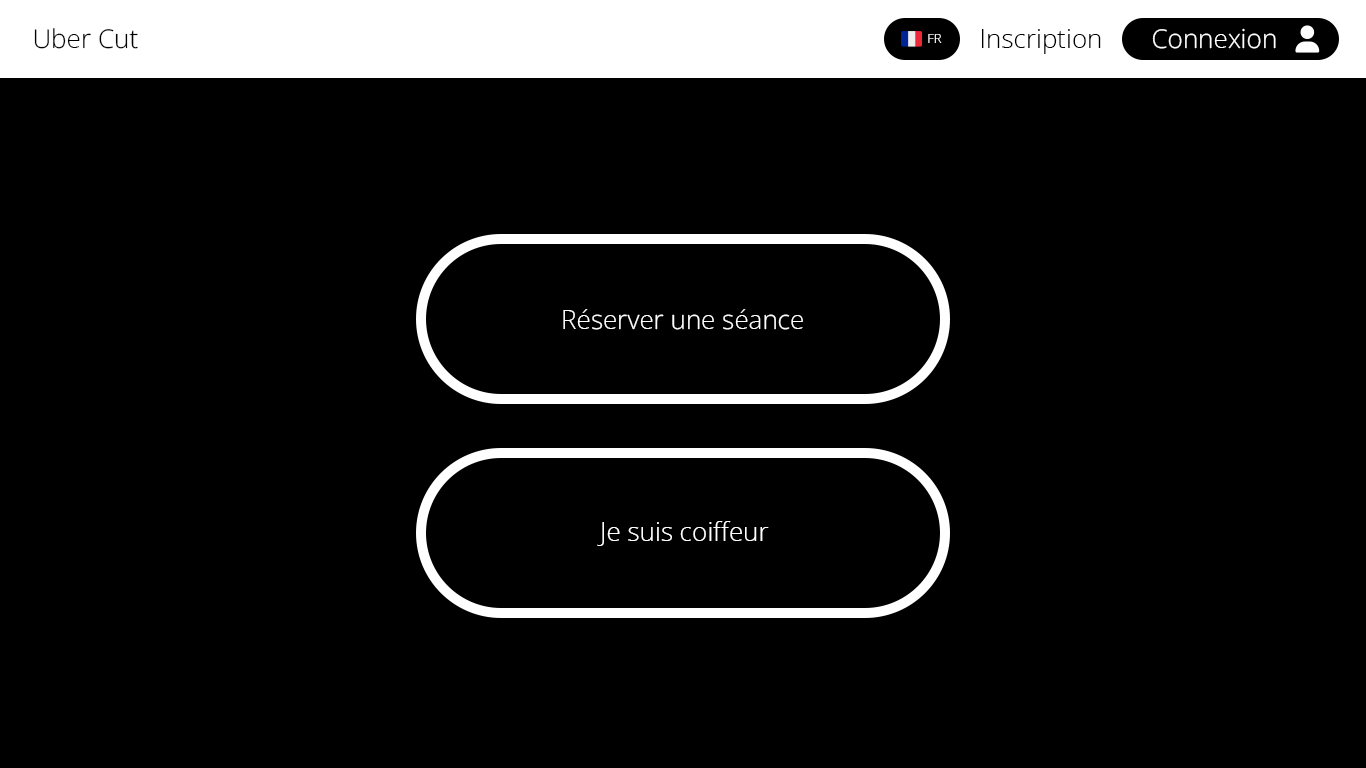 Uber Cut
FR
Inscription
Connexion
Réserver une séance
Je suis coiffeur